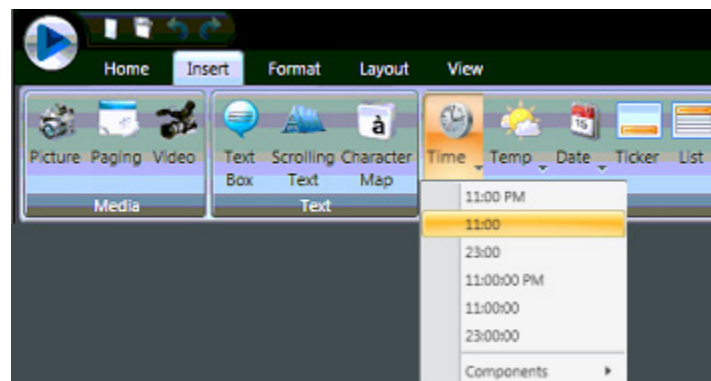 Home Insert Format Layout View
Picture Paging Video Text Box Scrolling Text Character Map Time Temp Date Ticker List
à 15
Media Text
11:00 PM
11:00
23:00
11:00:00 PM
11:00:00
23:00:00
Components